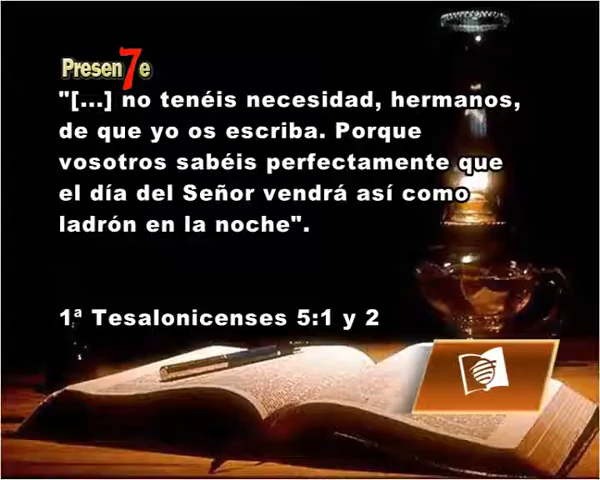 Presen7e
"[...] no tenéis necesidad, hermanos,
de que yo os escriba. Porque
vosotros sabéis perfectamente que
el día del Señor vendrá así como
ladrón en la noche".
1ª Tesalonicenses 5:1 y 2